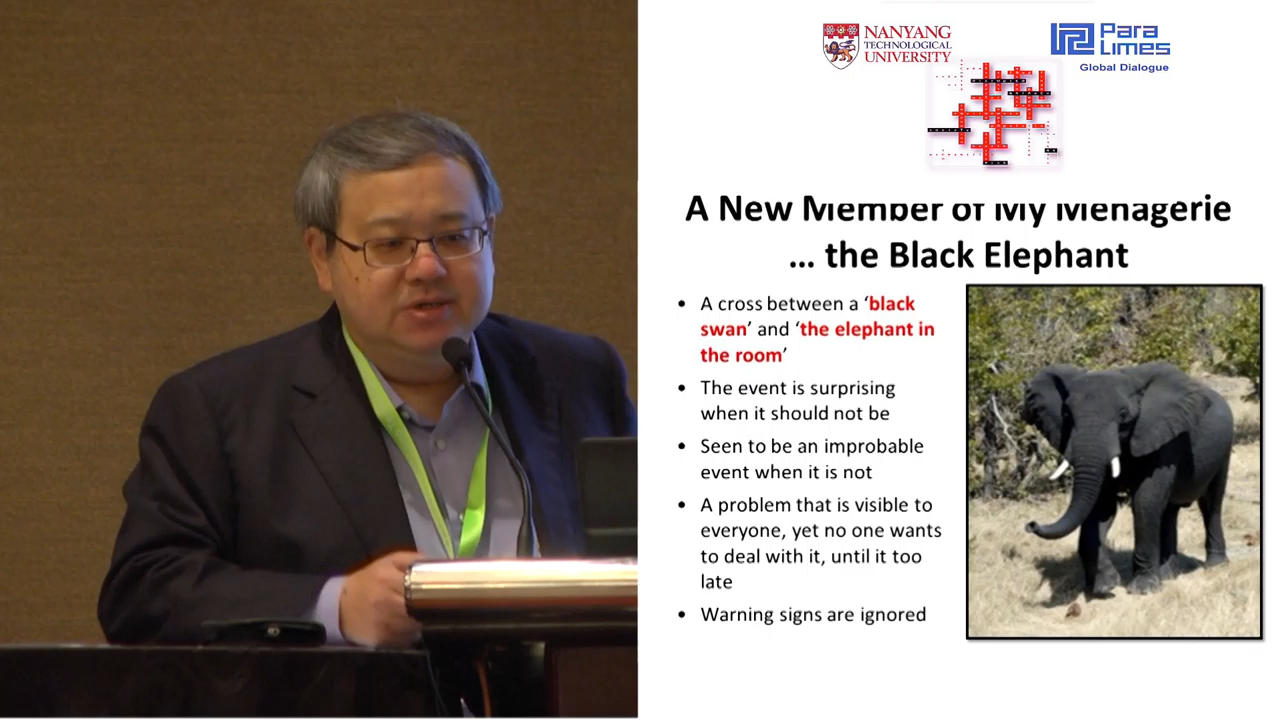 NANYANG
TECHNOLOGICAL
UNIVERSITY
Para
Limes
Global Dialogue
A New Member of My Menagerie
… the Black Elephant
• A cross between a ‘black
swan’ and ‘the elephant in
the room’
• The event is surprising
when it should not be
• Seen to be an improbable
event when it is not
• A problem that is visible to
everyone, yet no one wants
to deal with it, until it too
late
• Warning signs are ignored